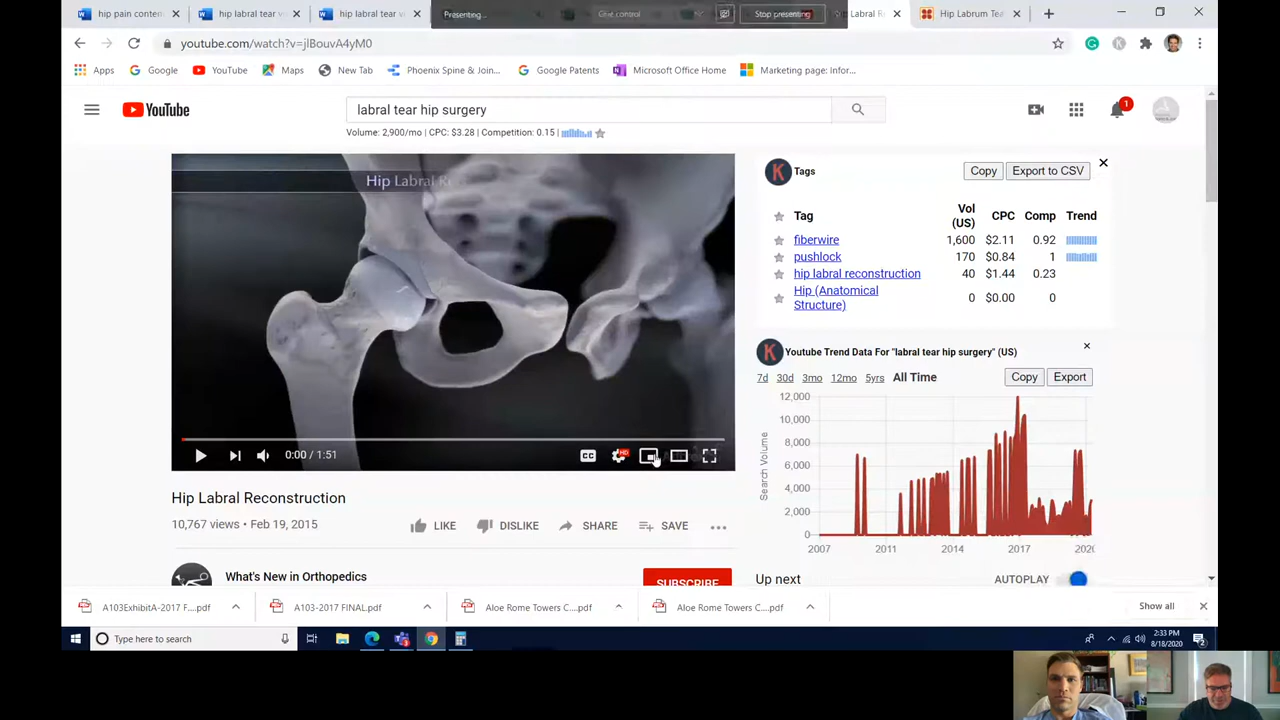 hip pain conten
hip labral tear v
hip labral tear w
Presenting...
Give control
Stop presenting
Hip Labral R
Hip Labrum Tea
youtube.com/watch?v=jlBouvA4yM0
Apps
Google
YouTube
Maps
New Tab
Phoenix Spine & Join...
Google Patents
Microsoft Office Home
Marketing page: Infor...
YouTube
labral tear hip surgery
1
Volume: 2,900/mo | CPC: $3.28 | Competition: 0.15 |
Hip Labral Re
K Tags
Copy
Export to CSV
Tag Vol (US) CPC Comp Trend
fiberwire 1,600 $2.11 0.92
pushlock 170 $0.84 1
hip labral reconstruction 40 $1.44 0.23
Hip (Anatomical
Structure) 0 $0.00 0
K Youtube Trend Data For "labral tear hip surgery" (US)
7d 30d 3mo 12mo 5yrs All Time
Copy
Export
12,000
10,000
8,000
6,000
4,000
2,000
0
Search Volume
2007 2011 2014 2017 2020
0:00 / 1:51
CC
HD
Hip Labral Reconstruction
10,767 views • Feb 19, 2015
LIKE
DISLIKE
SHARE
SAVE
What's New in Orthopedics
SUBSCRIBE
Up next
AUTOPLAY
A103ExhibitA-2017 F....pdf
A103-2017 FINAL.pdf
Aloe Rome Towers C....pdf
Aloe Rome Towers C....pdf
Show all
Type here to search
2:33 PM
8/18/2020
2